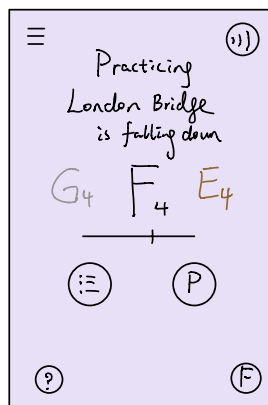 Practicing
London Bridge
is falling down
G4 F4 E4
P
? F